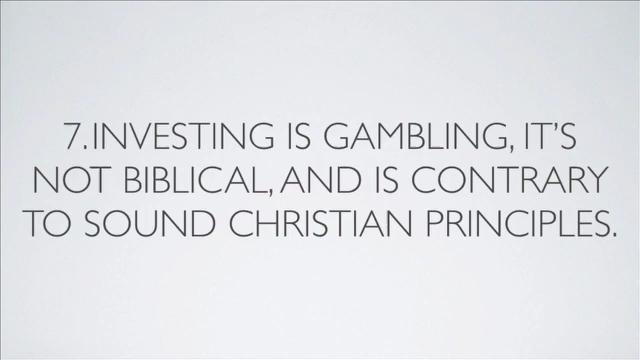 7. INVESTING IS GAMBLING, IT'S
NOT BIBLICAL, AND IS CONTRARY
TO SOUND CHRISTIAN PRINCIPLES.